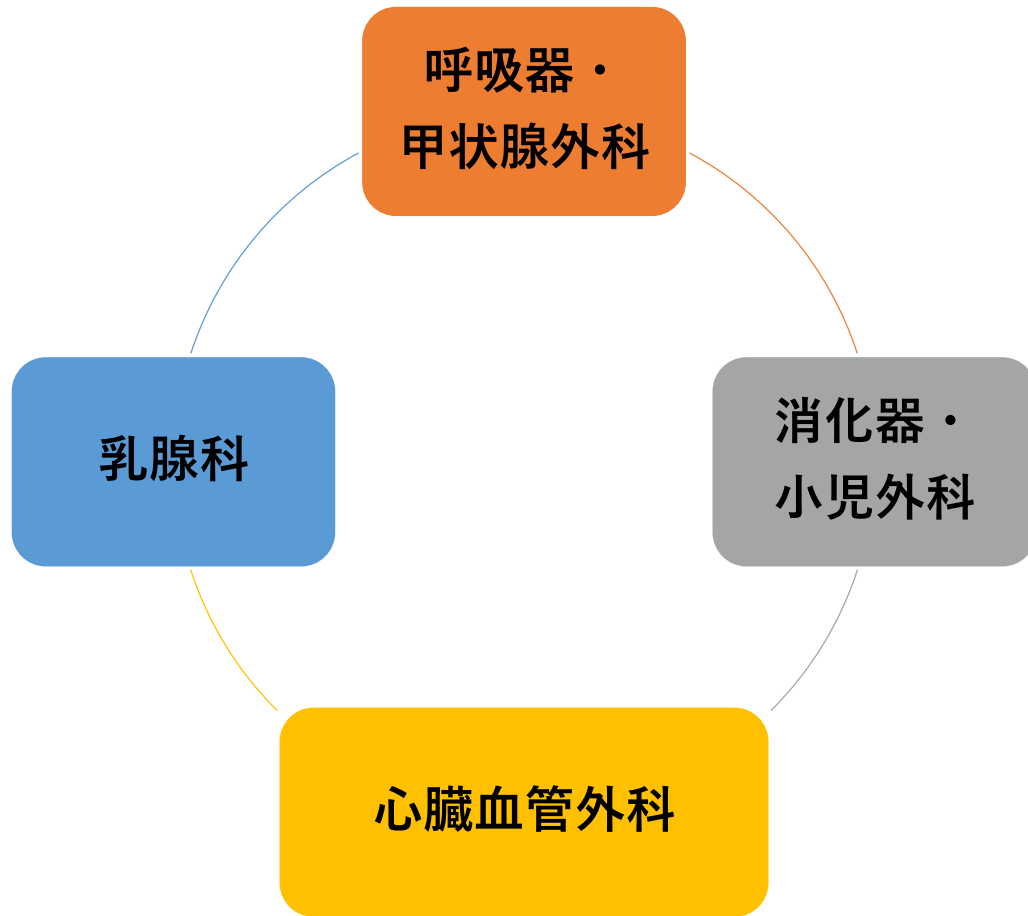 呼吸器・
甲状腺外科
乳腺科
消化器・
小児外科
心臓血管外科